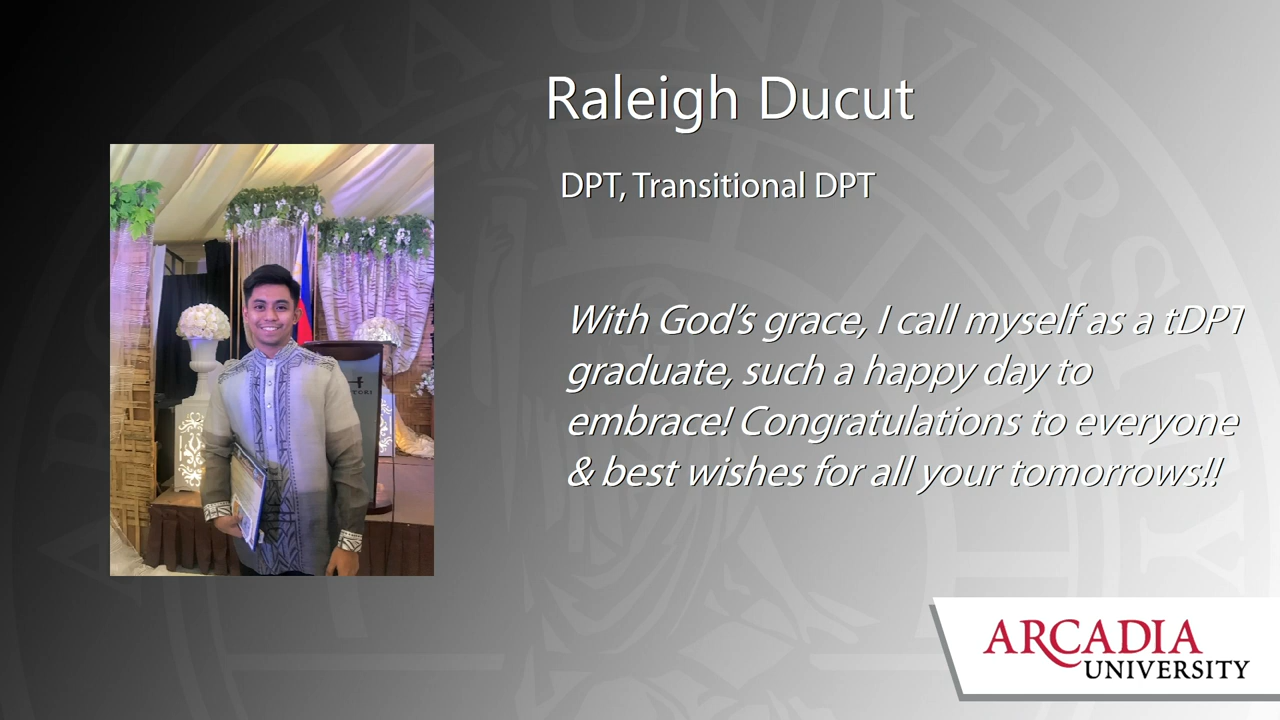 Raleigh Ducut
DPT, Transitional DPT
With God's grace, I call myself as a tDPT
graduate, such a happy day to
embrace! Congratulations to everyone
& best wishes for all your tomorrows!!
ARCADIA
UNIVERSITY